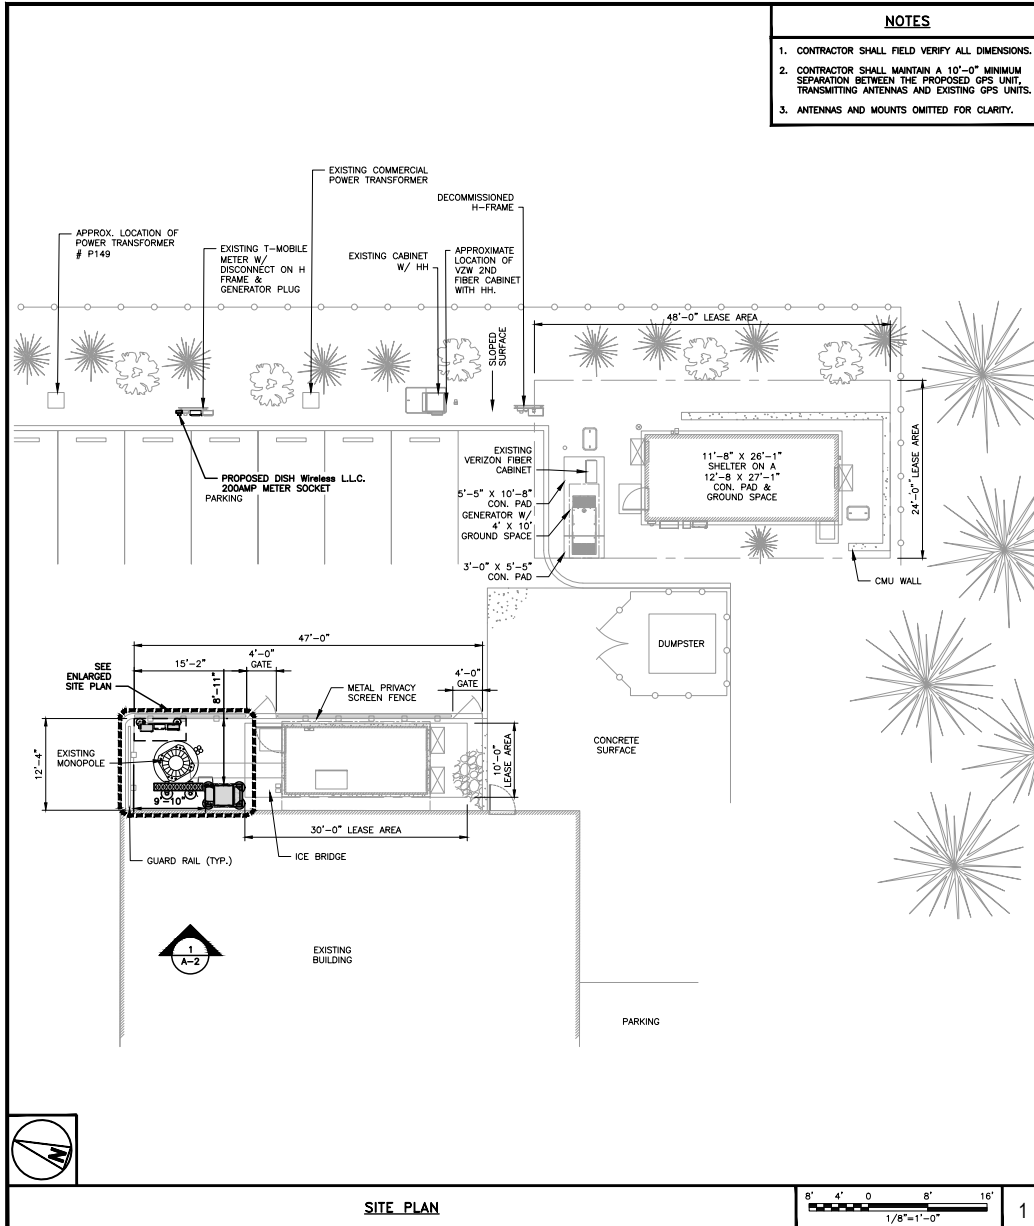 NOTES
1. CONTRACTOR SHALL FIELD VERIFY ALL DIMENSIONS.
2. CONTRACTOR SHALL MAINTAIN A 10'-0" MINIMUM
SEPARATION BETWEEN THE PROPOSED GPS UNIT,
TRANSMITTING ANTENNAS AND EXISTING GPS UNITS.
3. ANTENNAS AND MOUNTS OMITTED FOR CLARITY.
EXISTING COMMERCIAL
POWER TRANSFORMER
DECOMMISSIONED
H-FRAME
APPROX. LOCATION OF
POWER TRANSFORMER
# P149
EXISTING T-MOBILE
METER W/
DISCONNECT ON H
FRAME &
GENERATOR PLUG
EXISTING CABINET
W/ HH
APPROXIMATE
LOCATION OF
VZW 2ND
FIBER CABINET
WITH HH.
SLOPED
SURFACE
48'-0" LEASE AREA
24'-0" LEASE AREA
EXISTING
VERIZON FIBER
CABINET
11'-8" X 26'-1"
SHELTER ON A
12'-8 X 27'-1"
CON. PAD &
GROUND SPACE
PROPOSED DISH Wireless L.L.C.
200AMP METER SOCKET
PARKING
5'-5" X 10'-8"
CON. PAD
GENERATOR W/
4' X 10'
GROUND SPACE
3'-0" X 5'-5"
CON. PAD
CMU WALL
47'-0"
SEE
ENLARGED
SITE PLAN
15'-2"
4'-0"
GATE
8'-11"
METAL PRIVACY
SCREEN FENCE
4'-0"
GATE
DUMPSTER
CONCRETE
SURFACE
EXISTING
MONOPOLE
12'-4"
9'-10"
10'-0"
LEASE AREA
30'-0" LEASE AREA
GUARD RAIL (TYP.)
ICE BRIDGE
1
A-2
EXISTING
BUILDING
PARKING
N
SITE PLAN
8' 4' 0 8' 16'
1/8"=1'-0"
1